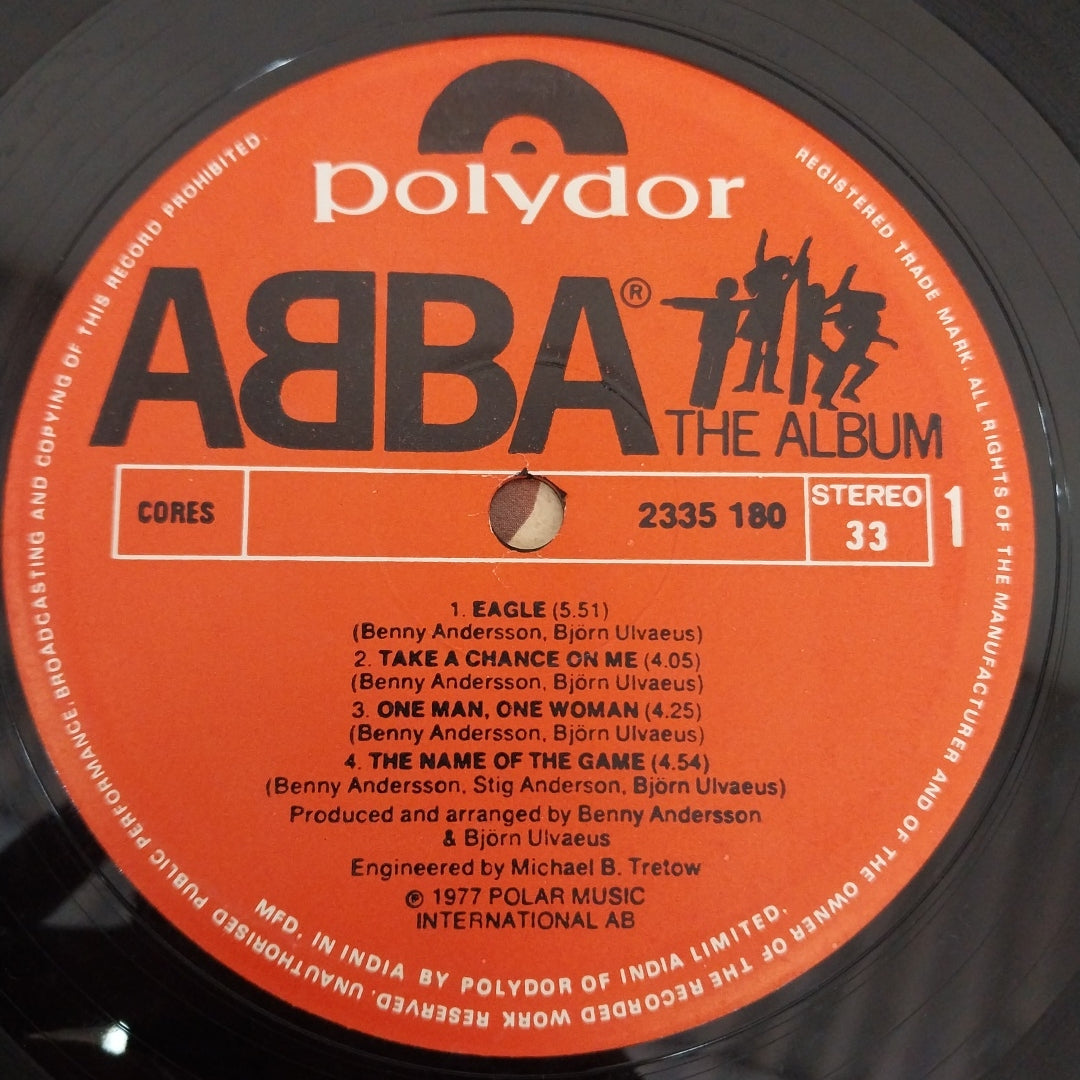 polydor
ABBA®
THE ALBUM
CORES
2335 180
STEREO
33
1
1. EAGLE (5.51)
(Benny Andersson, Björn Ulvaeus)
2. TAKE A CHANCE ON ME (4.05)
(Benny Andersson, Björn Ulvaeus)
3. ONE MAN, ONE WOMAN (4.25)
(Benny Andersson, Björn Ulvaeus)
4. THE NAME OF THE GAME (4.54)
(Benny Andersson, Stig Anderson, Björn Ulvaeus)
Produced and arranged by Benny Andersson
& Björn Ulvaeus
Engineered by Michael B. Tretow
℗ 1977 POLAR MUSIC
INTERNATIONAL AB
MFD. IN INDIA BY POLYDOR OF INDIA LIMITED.
REGISTERED TRADE MARK. ALL RIGHTS OF THE MANUFACTURER AND OF THE OWNER OF THE RECORDED WORK RESERVED. UNAUTHORISED PUBLIC PERFORMANCE, BROADCASTING AND COPYING OF THIS RECORD PROHIBITED.